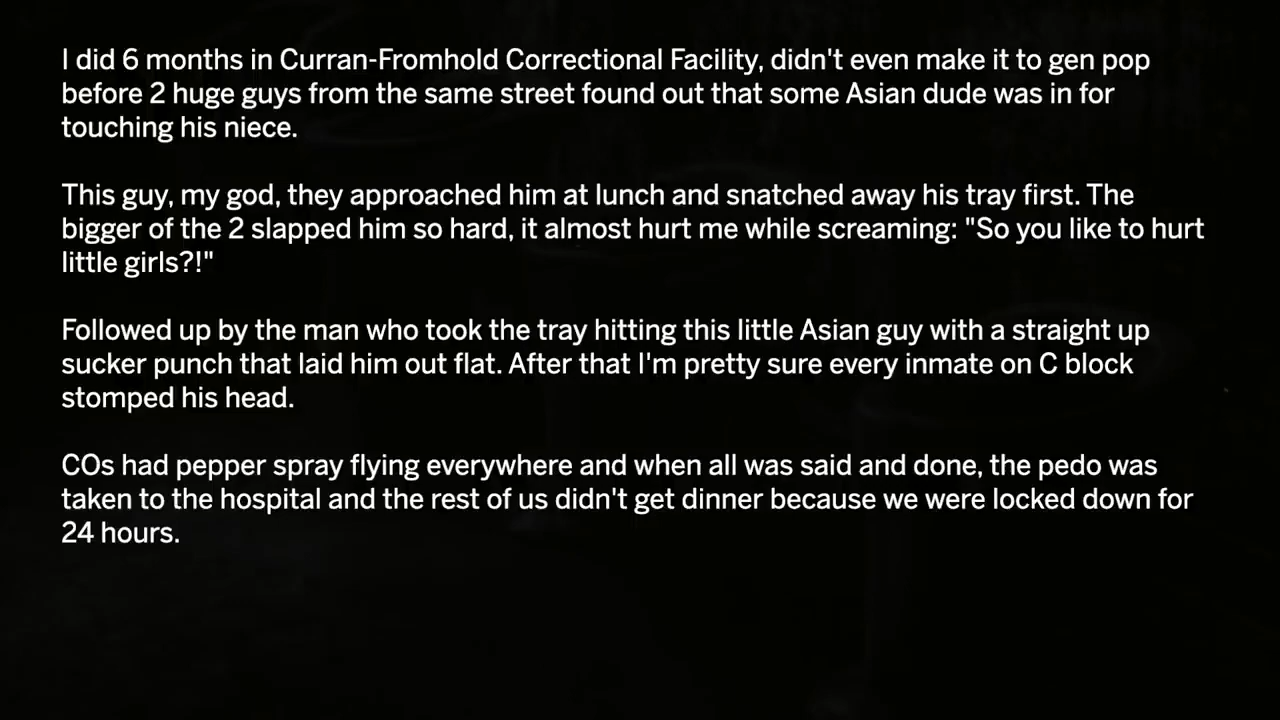 I did 6 months in Curran-Fromhold Correctional Facility, didn't even make it to gen pop
before 2 huge guys from the same street found out that some Asian dude was in for
touching his niece.
This guy, my god, they approached him at lunch and snatched away his tray first. The
bigger of the 2 slapped him so hard, it almost hurt me while screaming: "So you like to hurt
little girls?!"
Followed up by the man who took the tray hitting this little Asian guy with a straight up
sucker punch that laid him out flat. After that I'm pretty sure every inmate on C block
stomped his head.
COs had pepper spray flying everywhere and when all was said and done, the pedo was
taken to the hospital and the rest of us didn't get dinner because we were locked down for
24 hours.